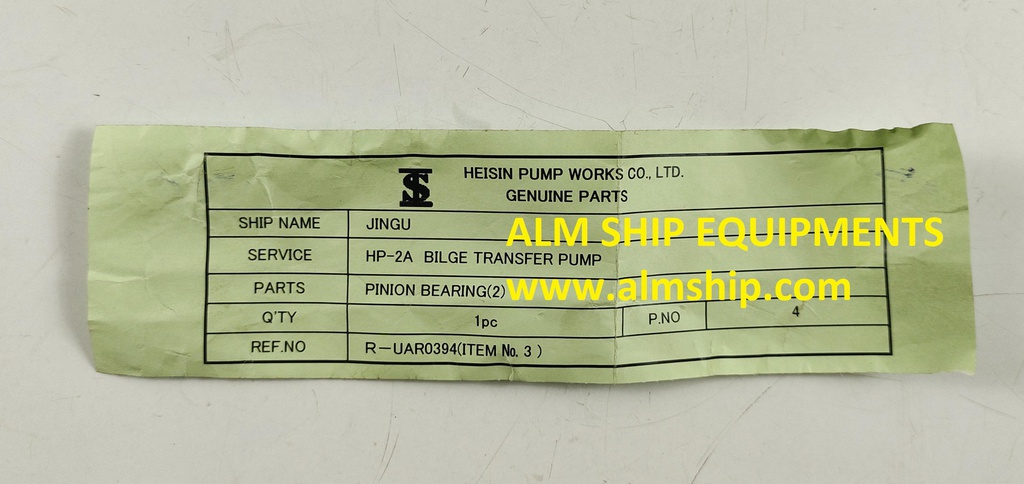 HEISIN PUMP WORKS CO., LTD.
GENUINE PARTS
SHIP NAME JINGU
SERVICE HP-2A BILGE TRANSFER PUMP
PARTS PINION BEARING(2)
Q'TY 1pc P.NO 4
REF.NO R-UAR0394(ITEM No. 3 )
ALM SHIP EQUIPMENTS
www.almship.com